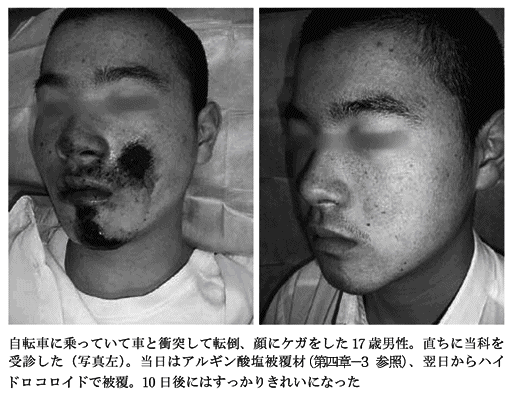 自転車に乗っていて車と衝突して転倒、顔にケガをした17歳男性。直ちに当科を
受診した（写真左）。当日はアルギン酸塩被覆材(第四章−3 参照)、翌日からハイ
ドロコロイドで被覆。10日後にはすっかりきれいになった